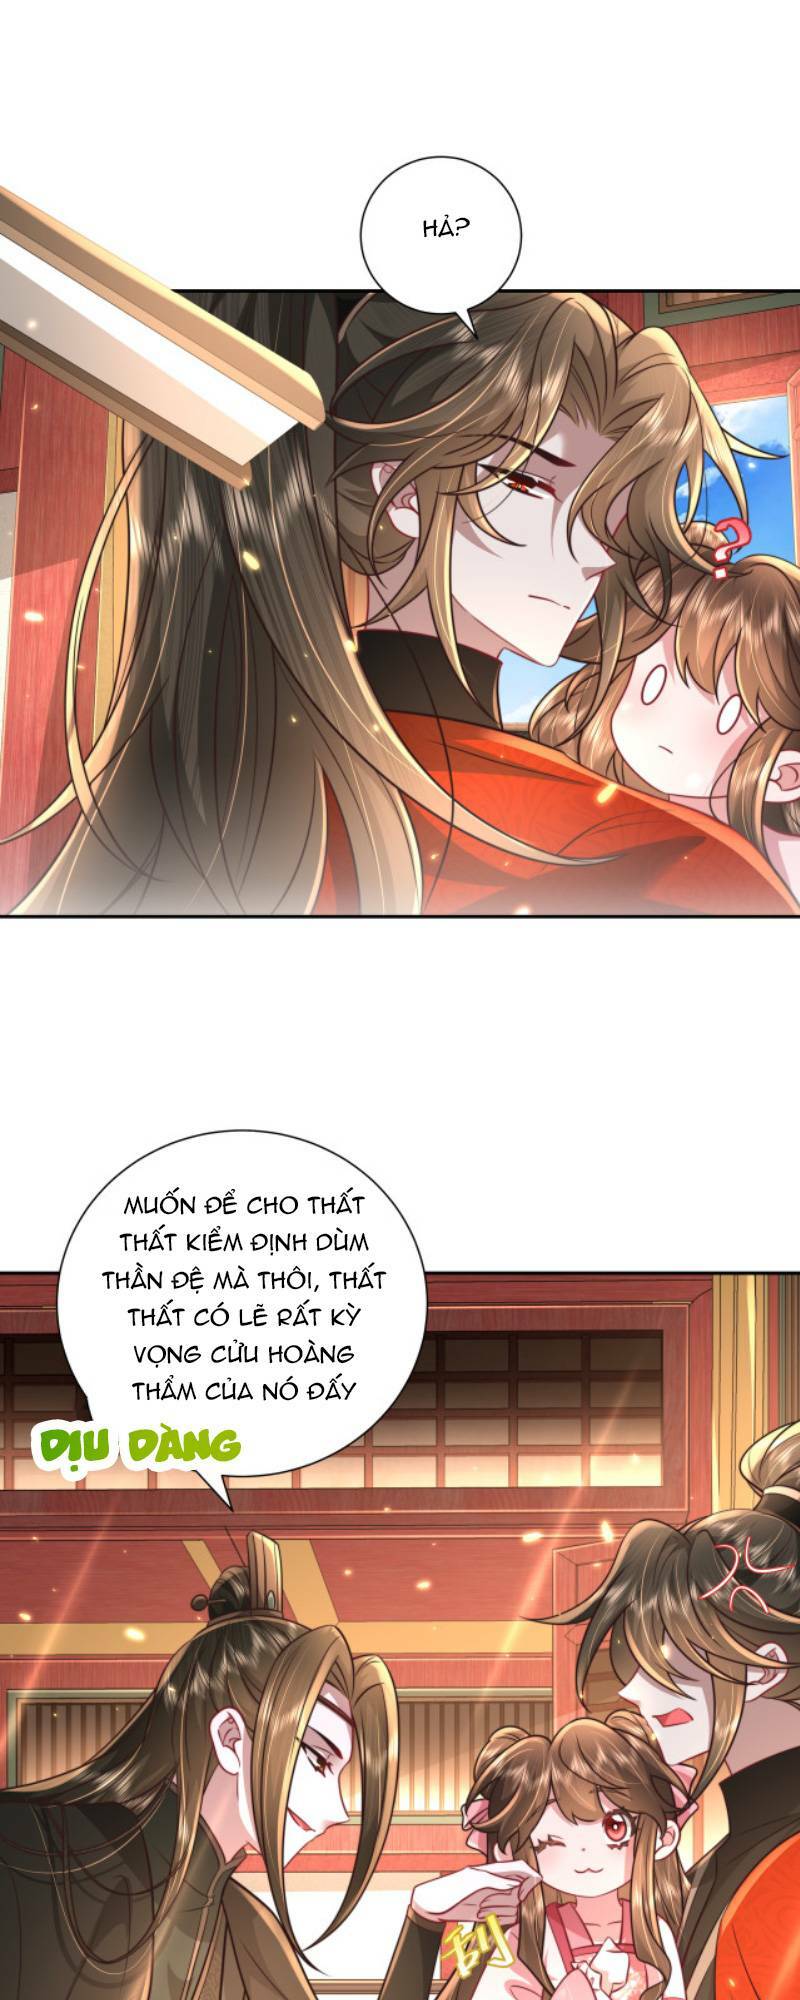 HẢ?
?
MUỐN ĐỂ CHO THẤT
THẤT KIỂM ĐỊNH DÙM
THẦN ĐỆ MÀ THÔI, THẤT
THẤT CÓ LẼ RẤT KỲ
VỌNG CỬU HOÀNG
THẨM CỦA NÓ ĐẤY
DỊU DÀNG
刮